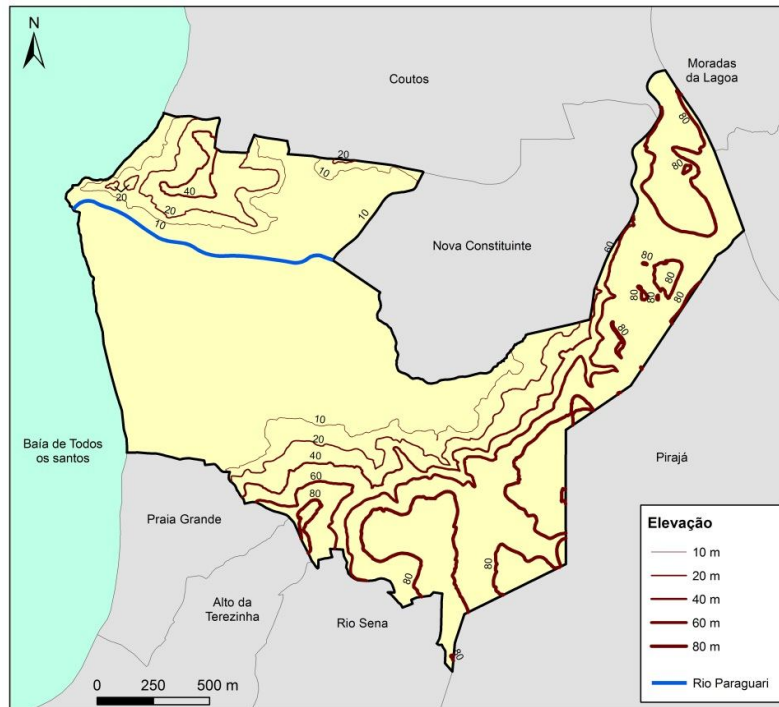 N
Coutos
Moradas
da Lagoa
80
20
10
80
40
20
20
10
10
Nova Constituinte
60
80
80
80
80
80
80
10
20
40
60
80
Baía de Todos
os santos
Praia Grande
Pirajá
Alto da
Terezinha
Rio Sena
80
80
80
0 250 500 m
Elevação
10 m
20 m
40 m
60 m
80 m
Rio Paraguari